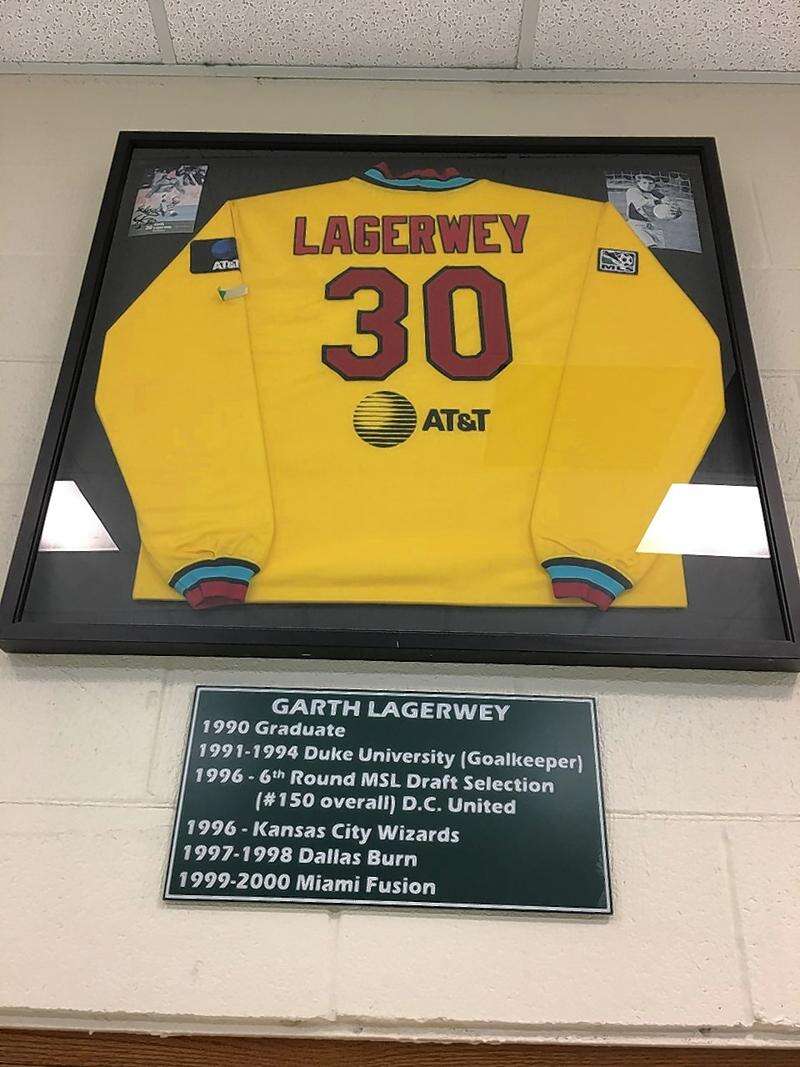 LAGERWEY
AT&T
MLS
30
AT&T
GARTH LAGERWEY
1990 Graduate
1991-1994 Duke University (Goalkeeper)
1996 - 6th Round MSL Draft Selection
(#150 overall) D.C. United
1996 - Kansas City Wizards
1997-1998 Dallas Burn
1999-2000 Miami Fusion